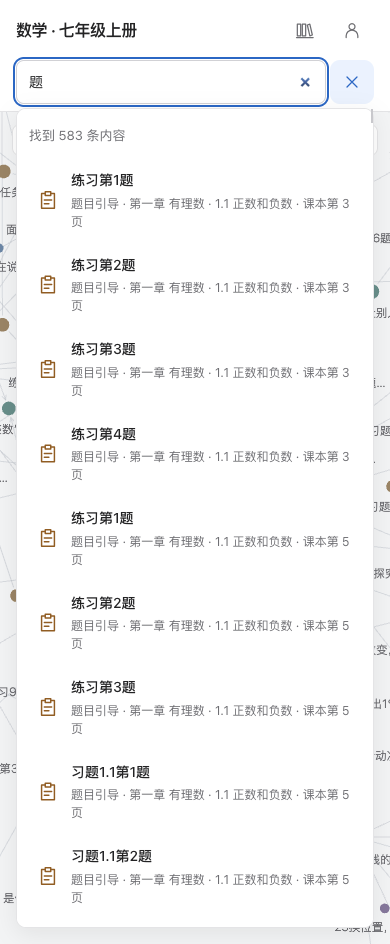 数学 · 七年级上册
题
找到 583 条内容
练习第1题
题目引导 · 第一章 有理数 · 1.1 正数和负数 · 课本第 3
页
练习第2题
题目引导 · 第一章 有理数 · 1.1 正数和负数 · 课本第 3
页
练习第3题
题目引导 · 第一章 有理数 · 1.1 正数和负数 · 课本第 3
页
练习第4题
题目引导 · 第一章 有理数 · 1.1 正数和负数 · 课本第 3
页
练习第1题
题目引导 · 第一章 有理数 · 1.1 正数和负数 · 课本第 5
页
练习第2题
题目引导 · 第一章 有理数 · 1.1 正数和负数 · 课本第 5
页
练习第3题
题目引导 · 第一章 有理数 · 1.1 正数和负数 · 课本第 5
页
习题1.1第1题
题目引导 · 第一章 有理数 · 1.1 正数和负数 · 课本第 5
页
习题1.1第2题
题目引导 · 第一章 有理数 · 1.1 正数和负数 · 课本第 5
页